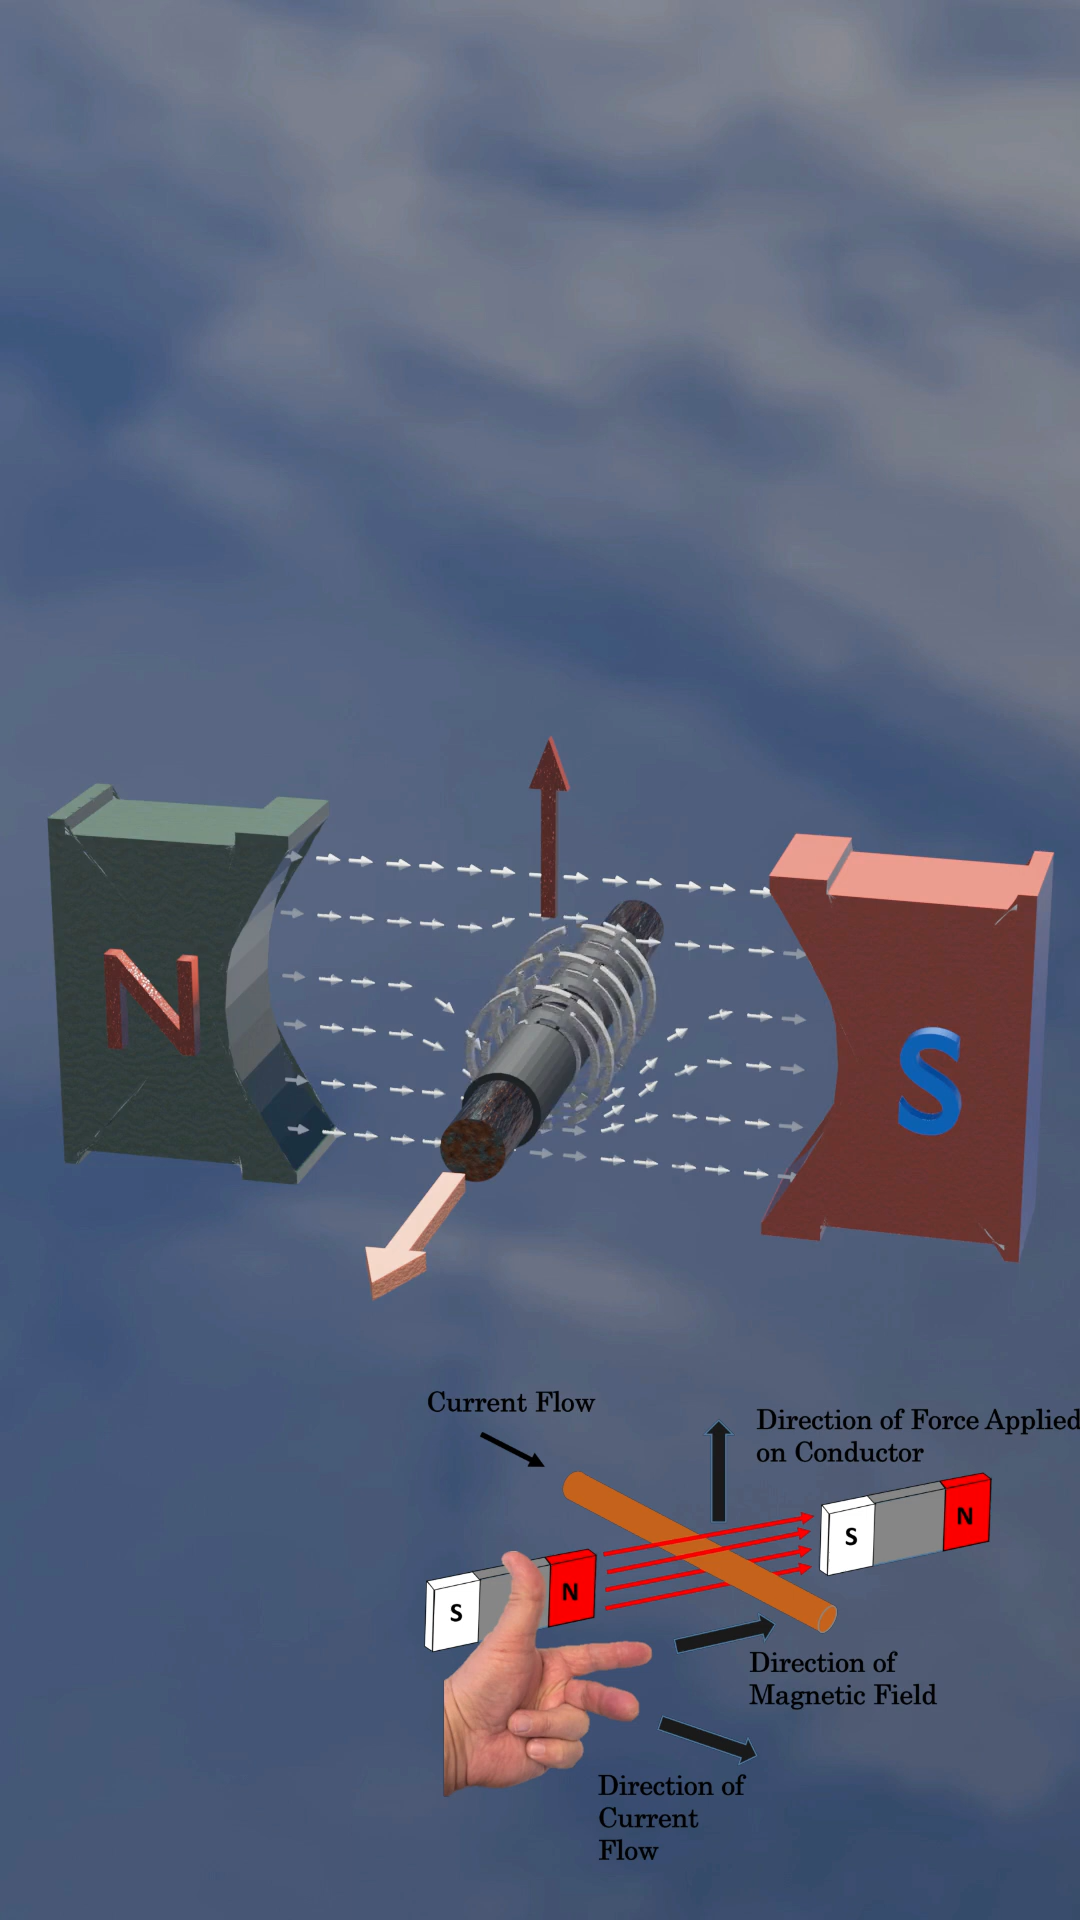 N
S
Current Flow
Direction of Force Applied
on Conductor
S
N
S
N
Direction of
Magnetic Field
Direction of
Current
Flow